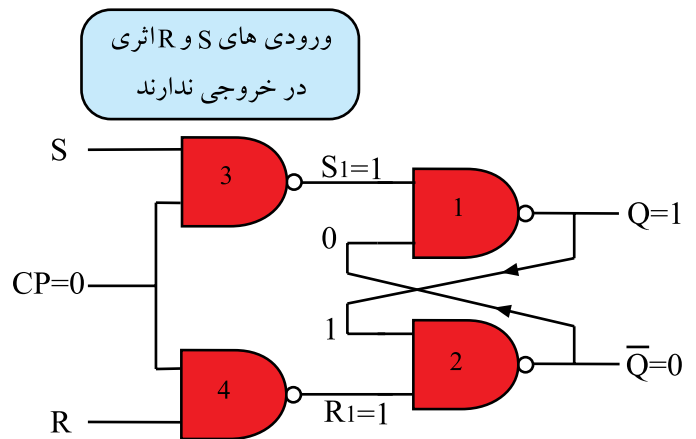 ورودی های S و R اثری
در خروجی ندارند
S
3
S1=1
1
Q=1
0
CP=0
1
2
Q̅=0
4
R1=1
R